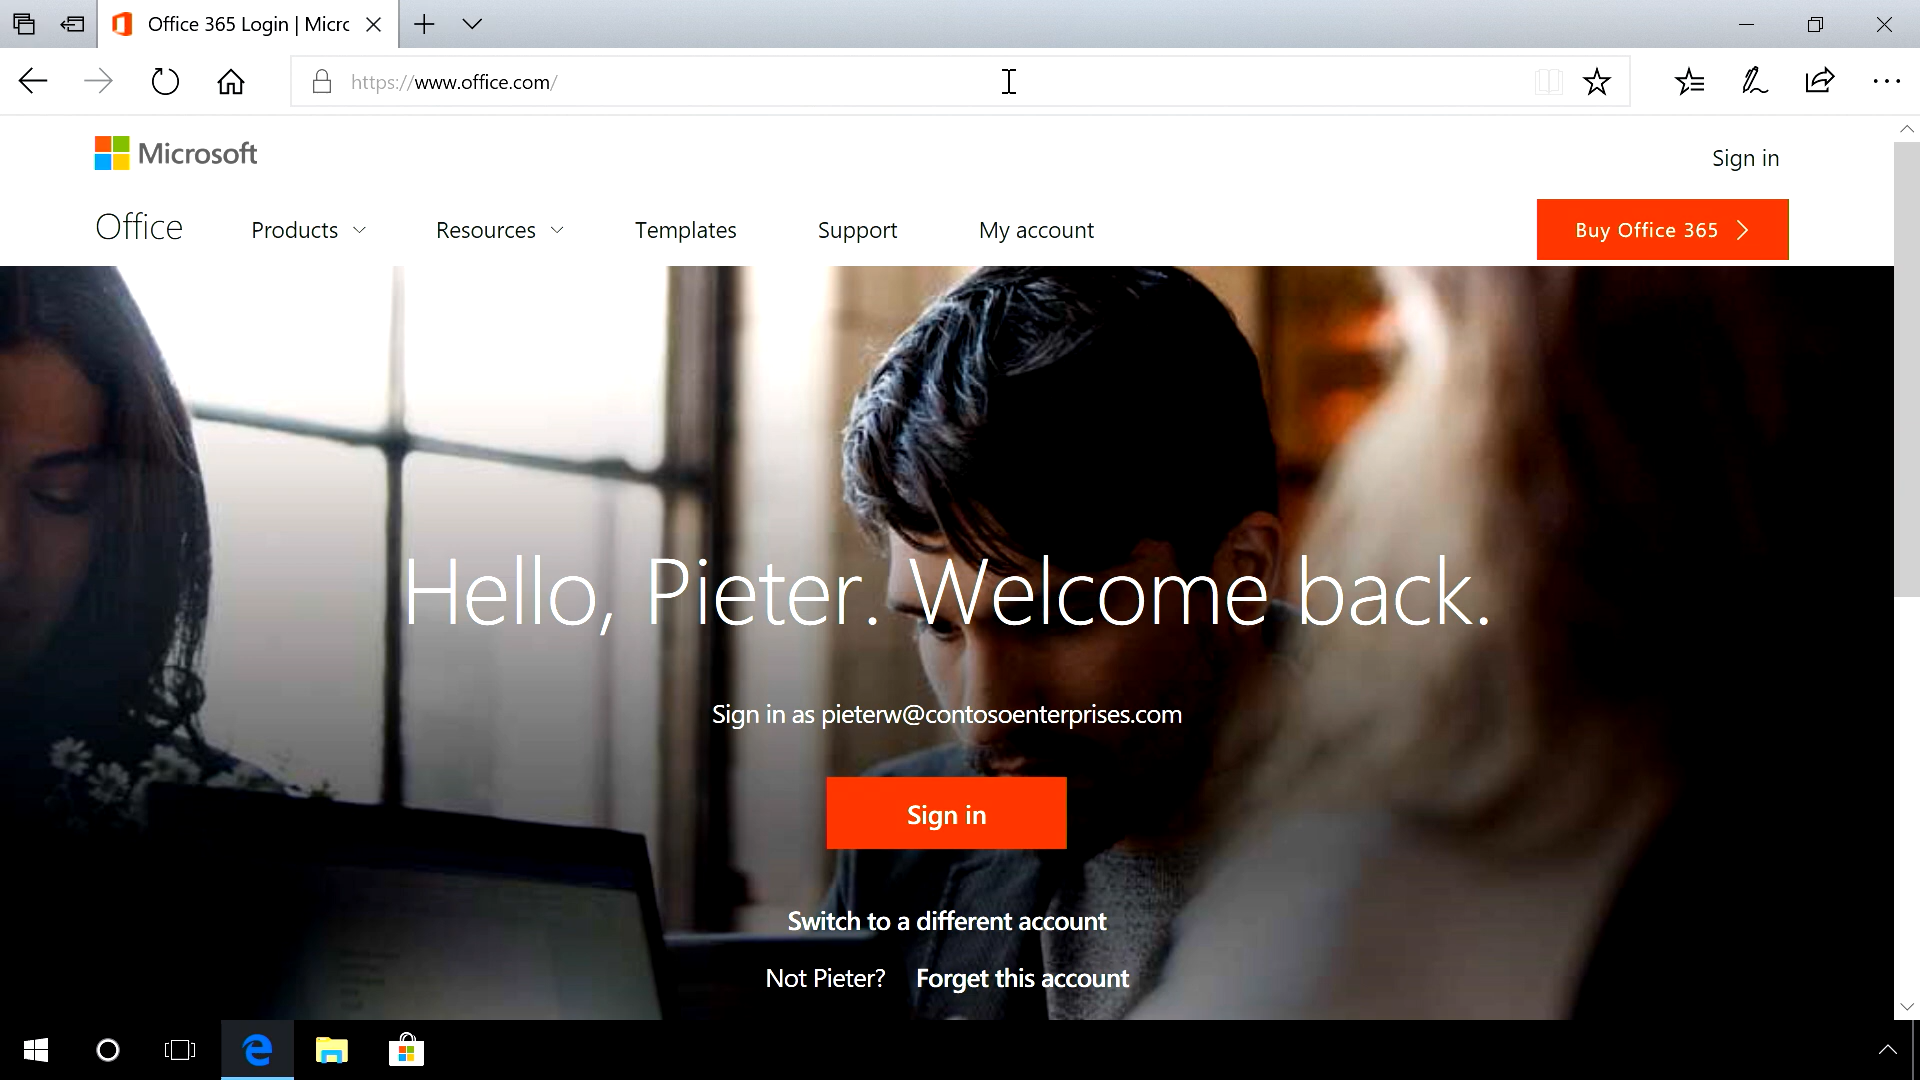 Office 365 Login | Micr
https://www.office.com/
Microsoft
Sign in
Office
Products
Resources
Templates
Support
My account
Buy Office 365
Hello, Pieter. Welcome back.
Sign in as pieterw@contosoenterprises.com
Sign in
Switch to a different account
Not Pieter? Forget this account